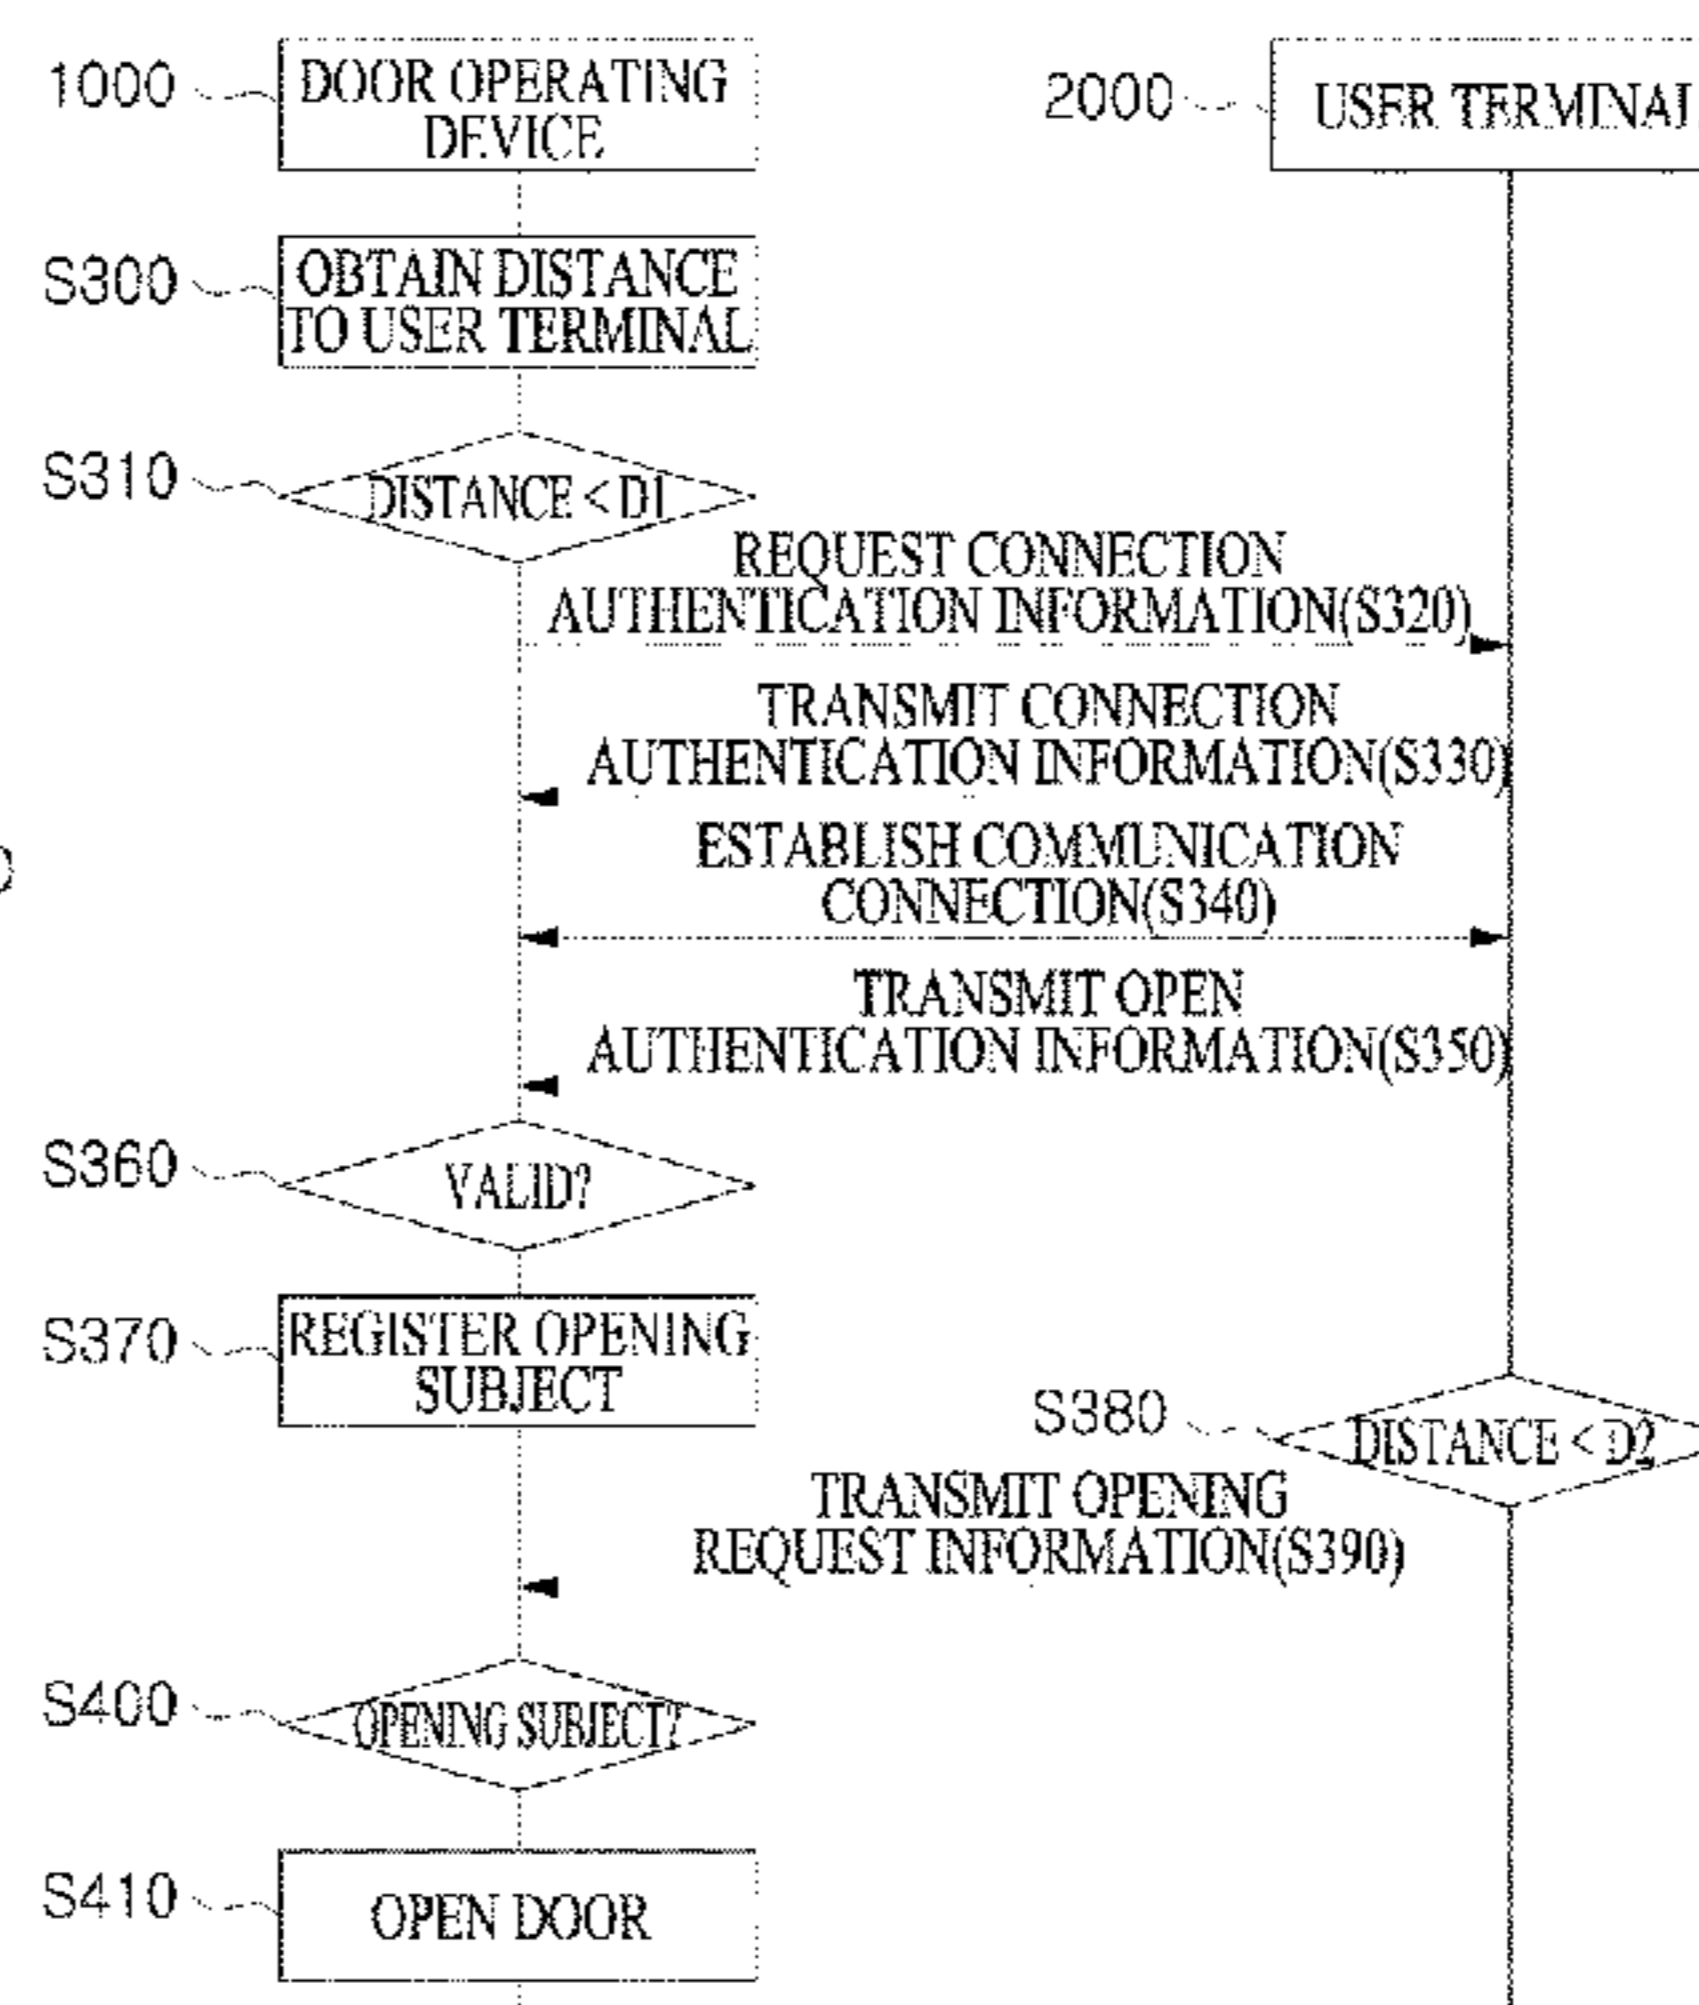 1000
DOOR OPERATING
DEVICE
2000
USER TERMINAL
S300
OBTAIN DISTANCE
TO USER TERMINAL
S310
DISTANCE < D1
REQUEST CONNECTION
AUTHENTICATION INFORMATION(S320)
TRANSMIT CONNECTION
AUTHENTICATION INFORMATION(S330)
ESTABLISH COMMUNICATION
CONNECTION(S340)
TRANSMIT OPEN
AUTHENTICATION INFORMATION(S350)
S360
VALID?
S370
REGISTER OPENING
SUBJECT
S380
DISTANCE < D2
TRANSMIT OPENING
REQUEST INFORMATION(S390)
S400
OPENING SUBJECT?
S410
OPEN DOOR